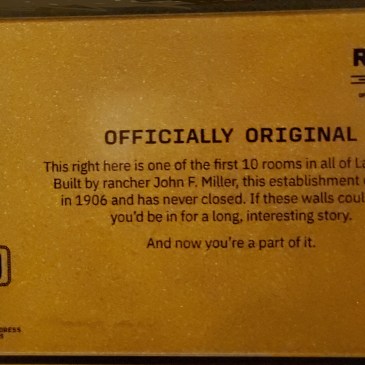 R
OFFICIALLY ORIGINAL
This right here is one of the first 10 rooms in all of L
Built by rancher John F. Miller, this establishment
in 1906 and has never closed. If these walls coul
you'd be in for a long, interesting story.
And now you're a part of it.
DRESS